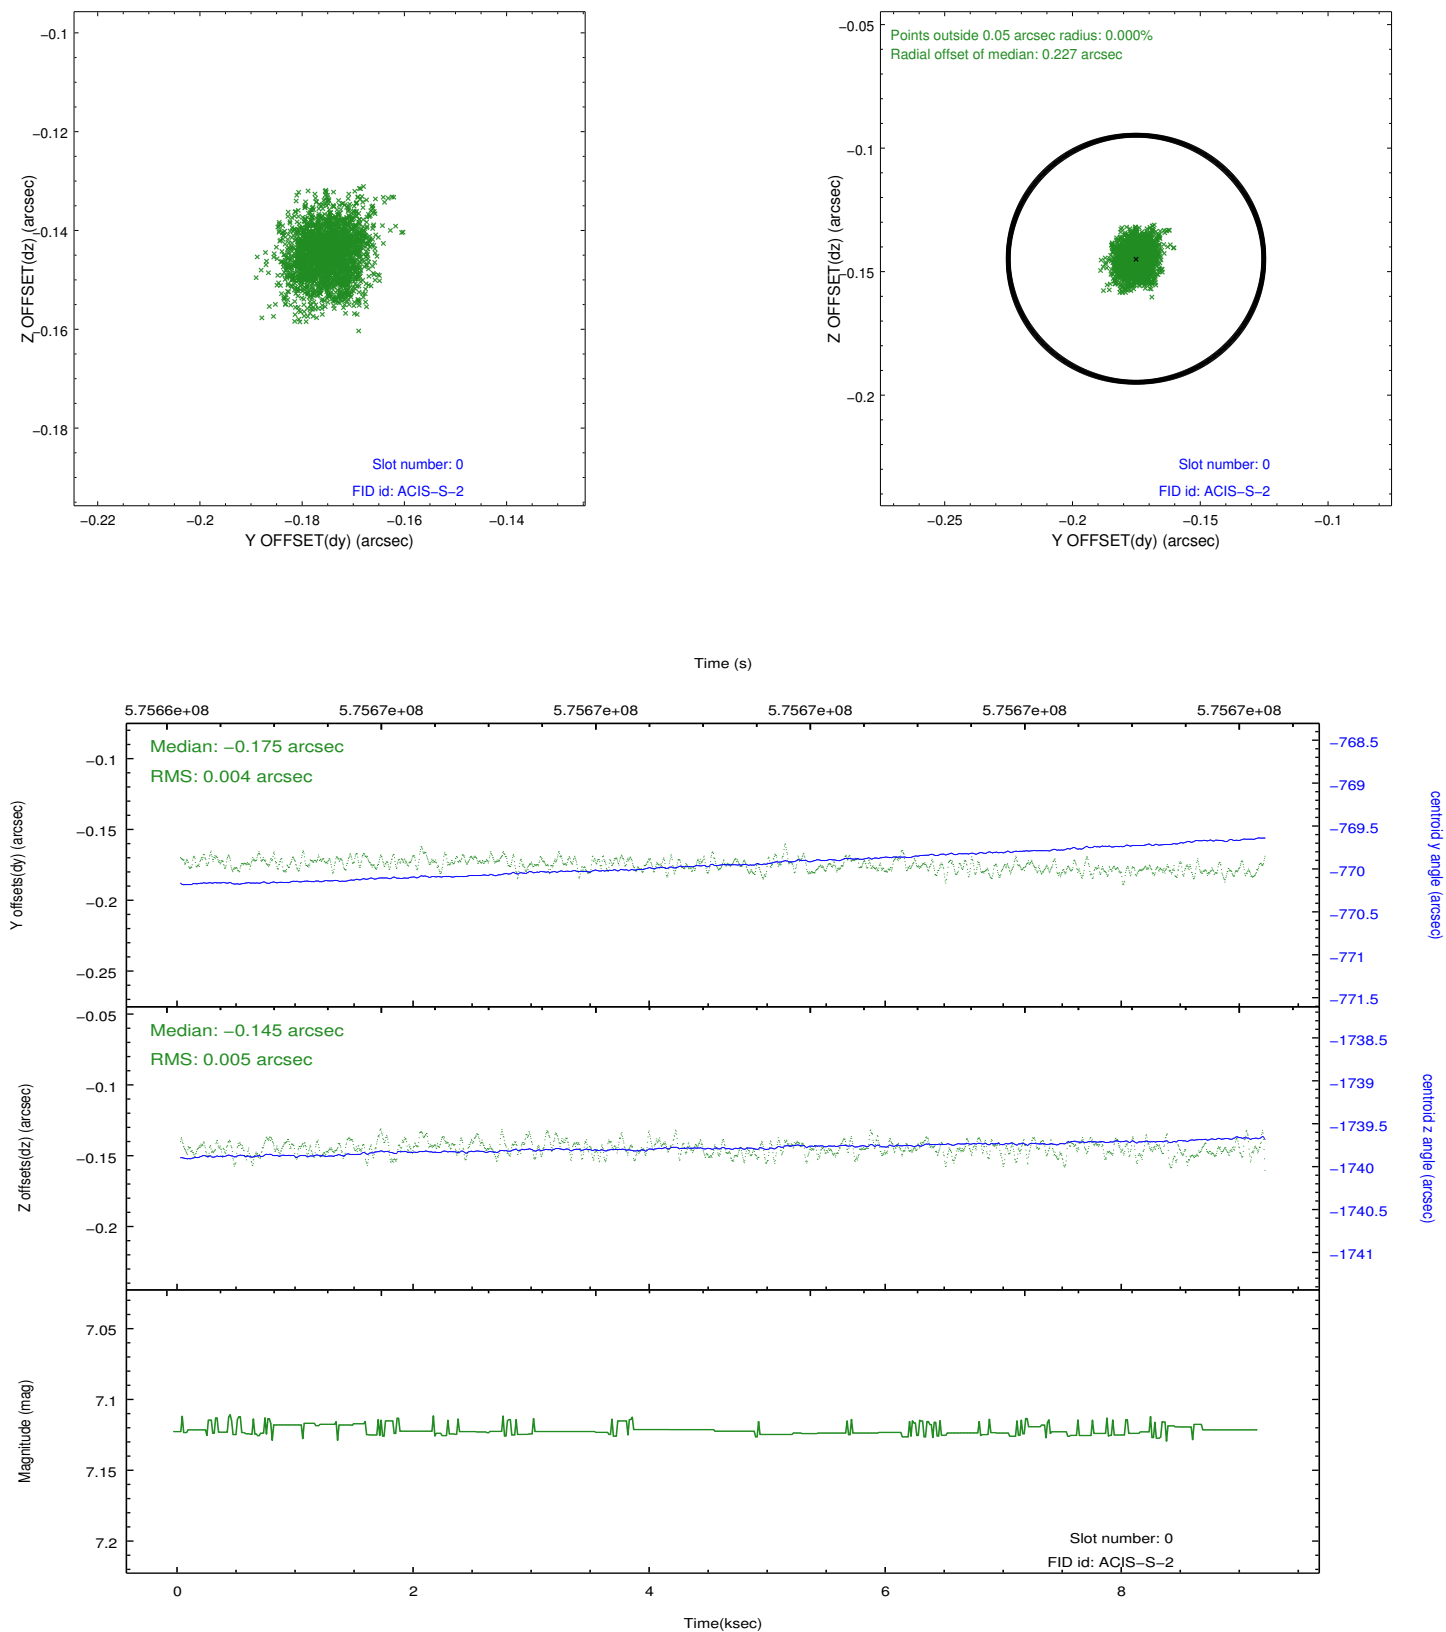 −0.1
−0.12
−0.14
−0.16
−0.18
Z OFFSET(dz) (arcsec)
Slot number: 0
FID id: ACIS−S−2
−0.22 −0.2 −0.18 −0.16 −0.14
Y OFFSET(dy) (arcsec)
Points outside 0.05 arcsec radius: 0.000%
Radial offset of median: 0.227 arcsec
−0.05
−0.1
−0.15
−0.2
Z OFFSET(dz) (arcsec)
Slot number: 0
FID id: ACIS−S−2
−0.25 −0.2 −0.15 −0.1
Y OFFSET(dy) (arcsec)
Time (s)
5.7566e+08 5.7567e+08 5.7567e+08 5.7567e+08 5.7567e+08 5.7567e+08
Median: −0.175 arcsec
RMS: 0.004 arcsec
−0.1
−0.15
−0.2
−0.25
Y offsets(dy) (arcsec)
−768.5
−769
−769.5
−770
−770.5
−771
−771.5
centroid y angle (arcsec)
Median: −0.145 arcsec
RMS: 0.005 arcsec
−0.05
−0.1
−0.15
−0.2
Z offsets(dz) (arcsec)
−1738.5
−1739
−1739.5
−1740
−1740.5
−1741
centroid z angle (arcsec)
7.05
7.1
7.15
7.2
Magnitude (mag)
Slot number: 0
FID id: ACIS−S−2
0 2 4 6 8
Time(ksec)